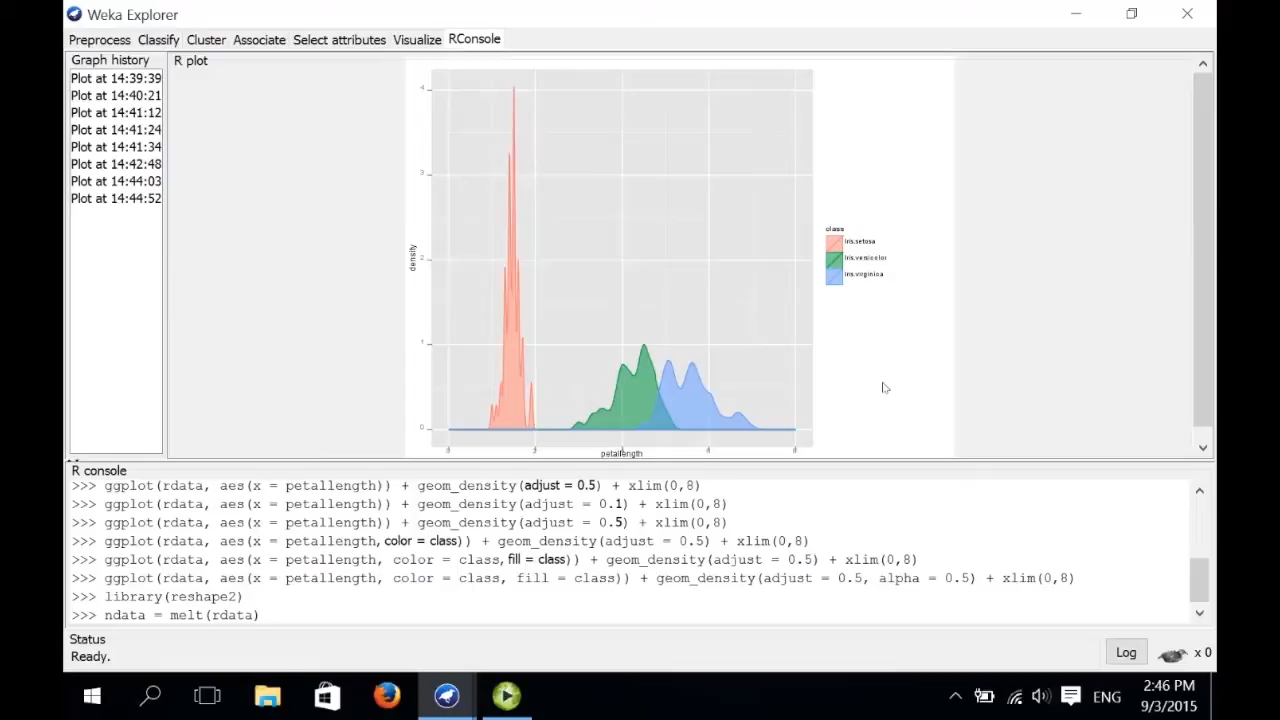 Weka Explorer
Preprocess Classify Cluster Associate Select attributes Visualize RConsole
Graph history
Plot at 14:39:39
Plot at 14:40:21
Plot at 14:41:12
Plot at 14:41:24
Plot at 14:41:34
Plot at 14:42:48
Plot at 14:44:03
Plot at 14:44:52
R plot
4
3
2
1
0
density
petallength
class
Iris.setosa
Iris.versicolor
Iris.virginica
R console
>>> ggplot(rdata, aes(x = petallength)) + geom_density(adjust = 0.5) + xlim(0,8)
>>> ggplot(rdata, aes(x = petallength)) + geom_density(adjust = 0.1) + xlim(0,8)
>>> ggplot(rdata, aes(x = petallength)) + geom_density(adjust = 0.5) + xlim(0,8)
>>> ggplot(rdata, aes(x = petallength, color = class)) + geom_density(adjust = 0.5) + xlim(0,8)
>>> ggplot(rdata, aes(x = petallength, color = class, fill = class)) + geom_density(adjust = 0.5) + xlim(0,8)
>>> ggplot(rdata, aes(x = petallength, color = class, fill = class)) + geom_density(adjust = 0.5, alpha = 0.5) + xlim(0,8)
>>> library(reshape2)
>>> ndata = melt(rdata)
Status
Ready.
Log
x 0
ENG
2:46 PM
9/3/2015